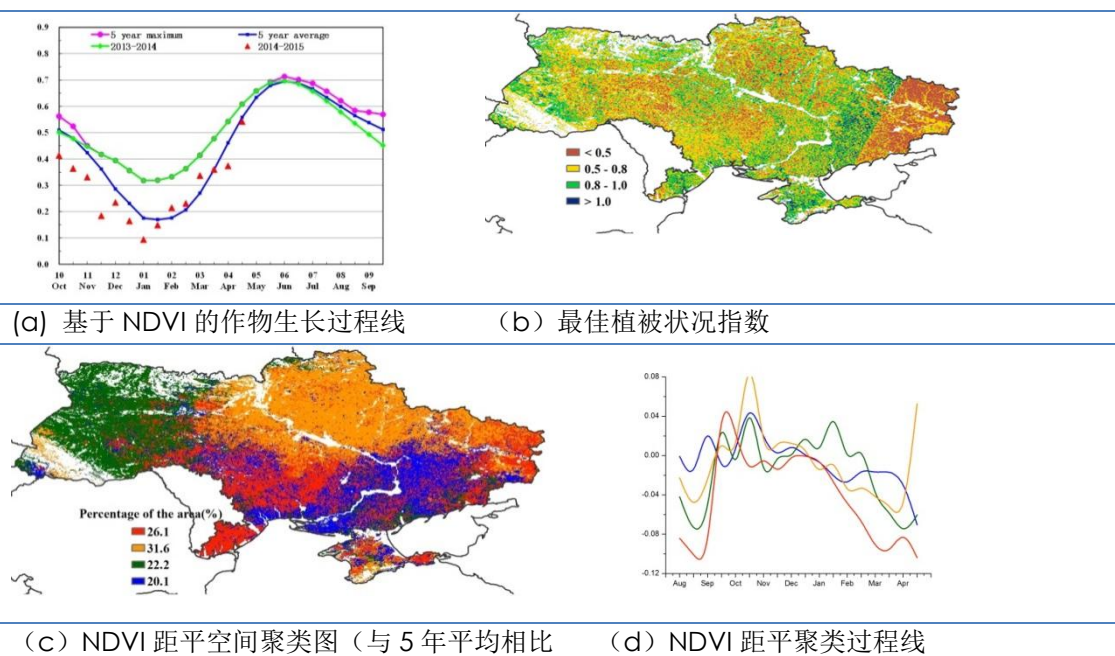 0.9
5 year maximum 5 year average
2013-2014 2014-2015
0.8
0.7
0.6
0.5
0.4
0.3
0.2
0.1
0.0
10 11 12 01 02 03 04 05 06 07 08 09
Oct Nov Dec Jan Feb Mar Apr May Jun Jul Aug Sep
< 0.5
0.5 - 0.8
0.8 - 1.0
> 1.0
(a) 基于 NDVI 的作物生长过程线 （b）最佳植被状况指数
Percentage of the area(%)
26.1
31.6
22.2
20.1
0.08
0.04
0.00
-0.04
-0.08
-0.12
Aug Sep Oct Nov Dec Jan Feb Mar Apr
（c）NDVI 距平空间聚类图（与 5 年平均相比 （d）NDVI 距平聚类过程线